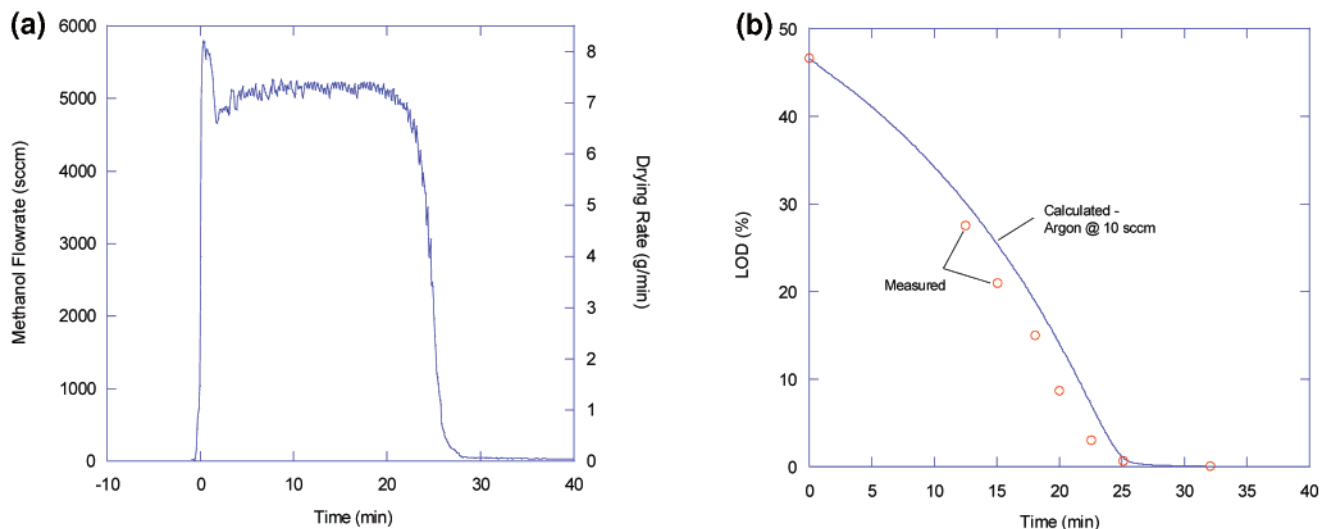 (a)
6000
5000
4000
3000
2000
1000
0
Methanol Flowrate (sccm)
8
7
6
5
4
3
2
1
0
Drying Rate (g/min)
-10 0 10 20 30 40
Time (min)
(b)
50
40
30
20
10
0
LOD (%)
Calculated -
Argon @ 10 sccm
Measured
0 5 10 15 20 25 30 35 40
Time (min)